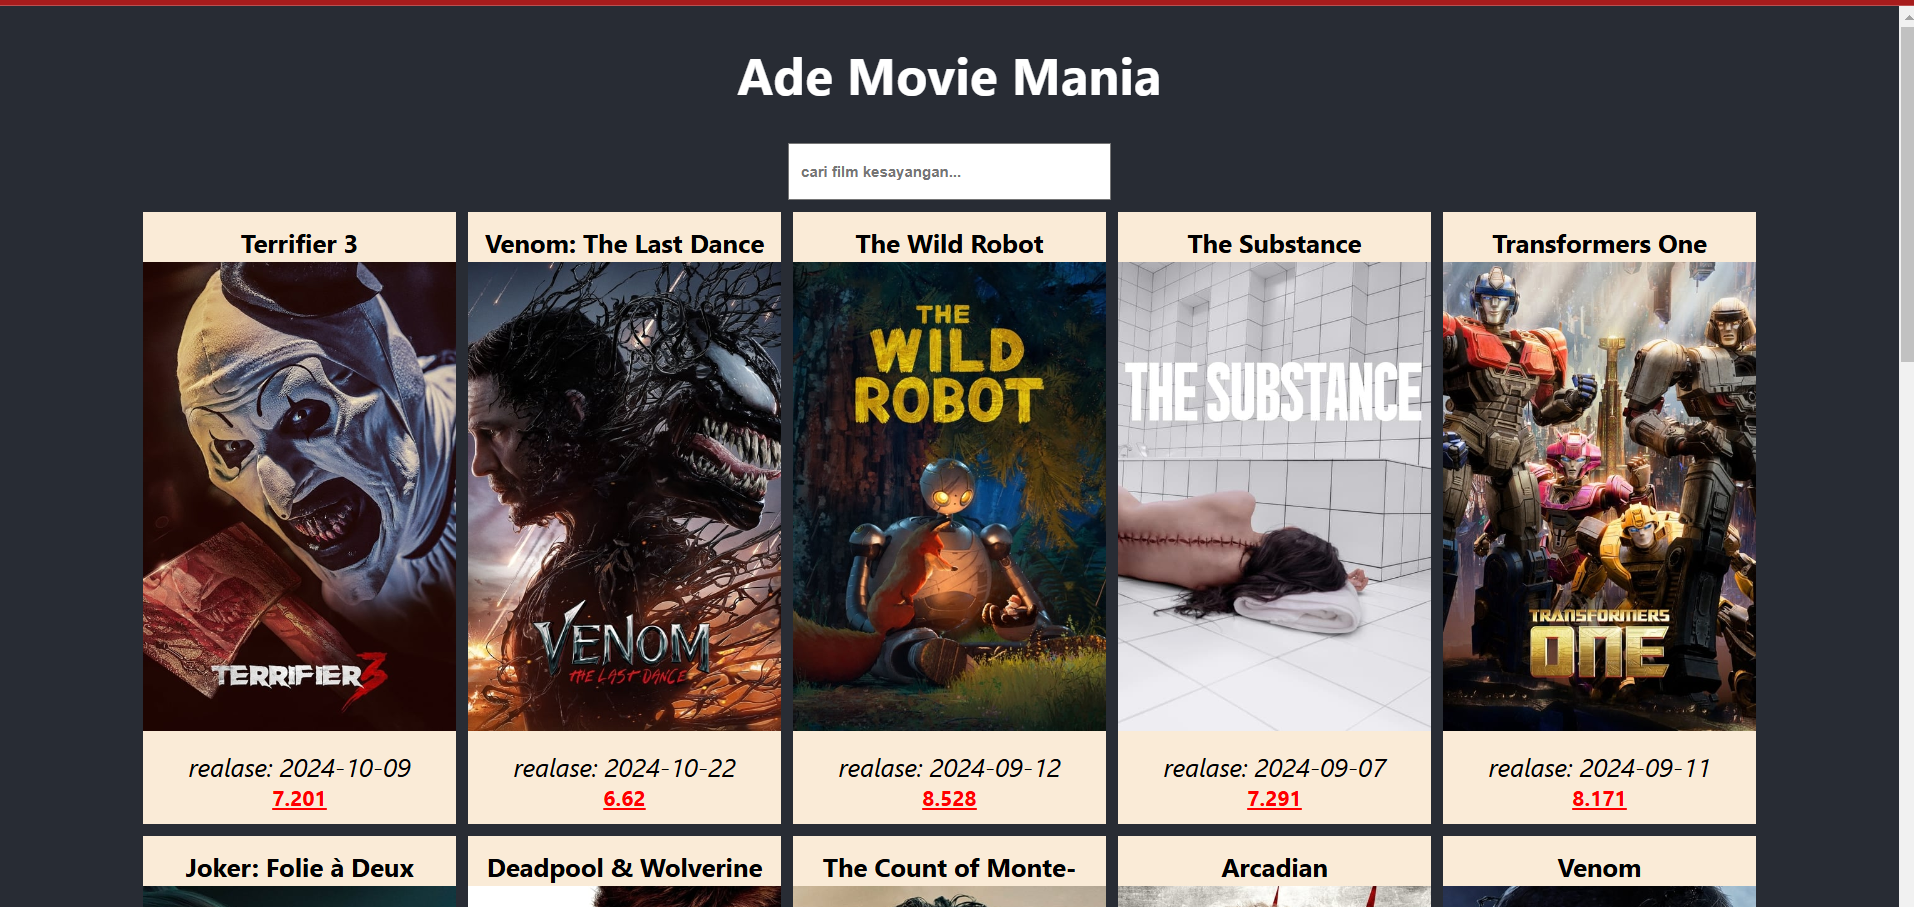 Ade Movie Mania
cari film kesayangan...
Terrifier 3
TERRIFIER 3
realase: 2024-10-09
7.201
Venom: The Last Dance
VENOM
THE LAST DANCE
realase: 2024-10-22
6.62
The Wild Robot
THE
WILD
ROBOT
realase: 2024-09-12
8.528
The Substance
THE SUBSTANCE
realase: 2024-09-07
7.291
Transformers One
TRANSFORMERS
ONE
realase: 2024-09-11
8.171
Joker: Folie à Deux
Deadpool & Wolverine
The Count of Monte-
Arcadian
Venom